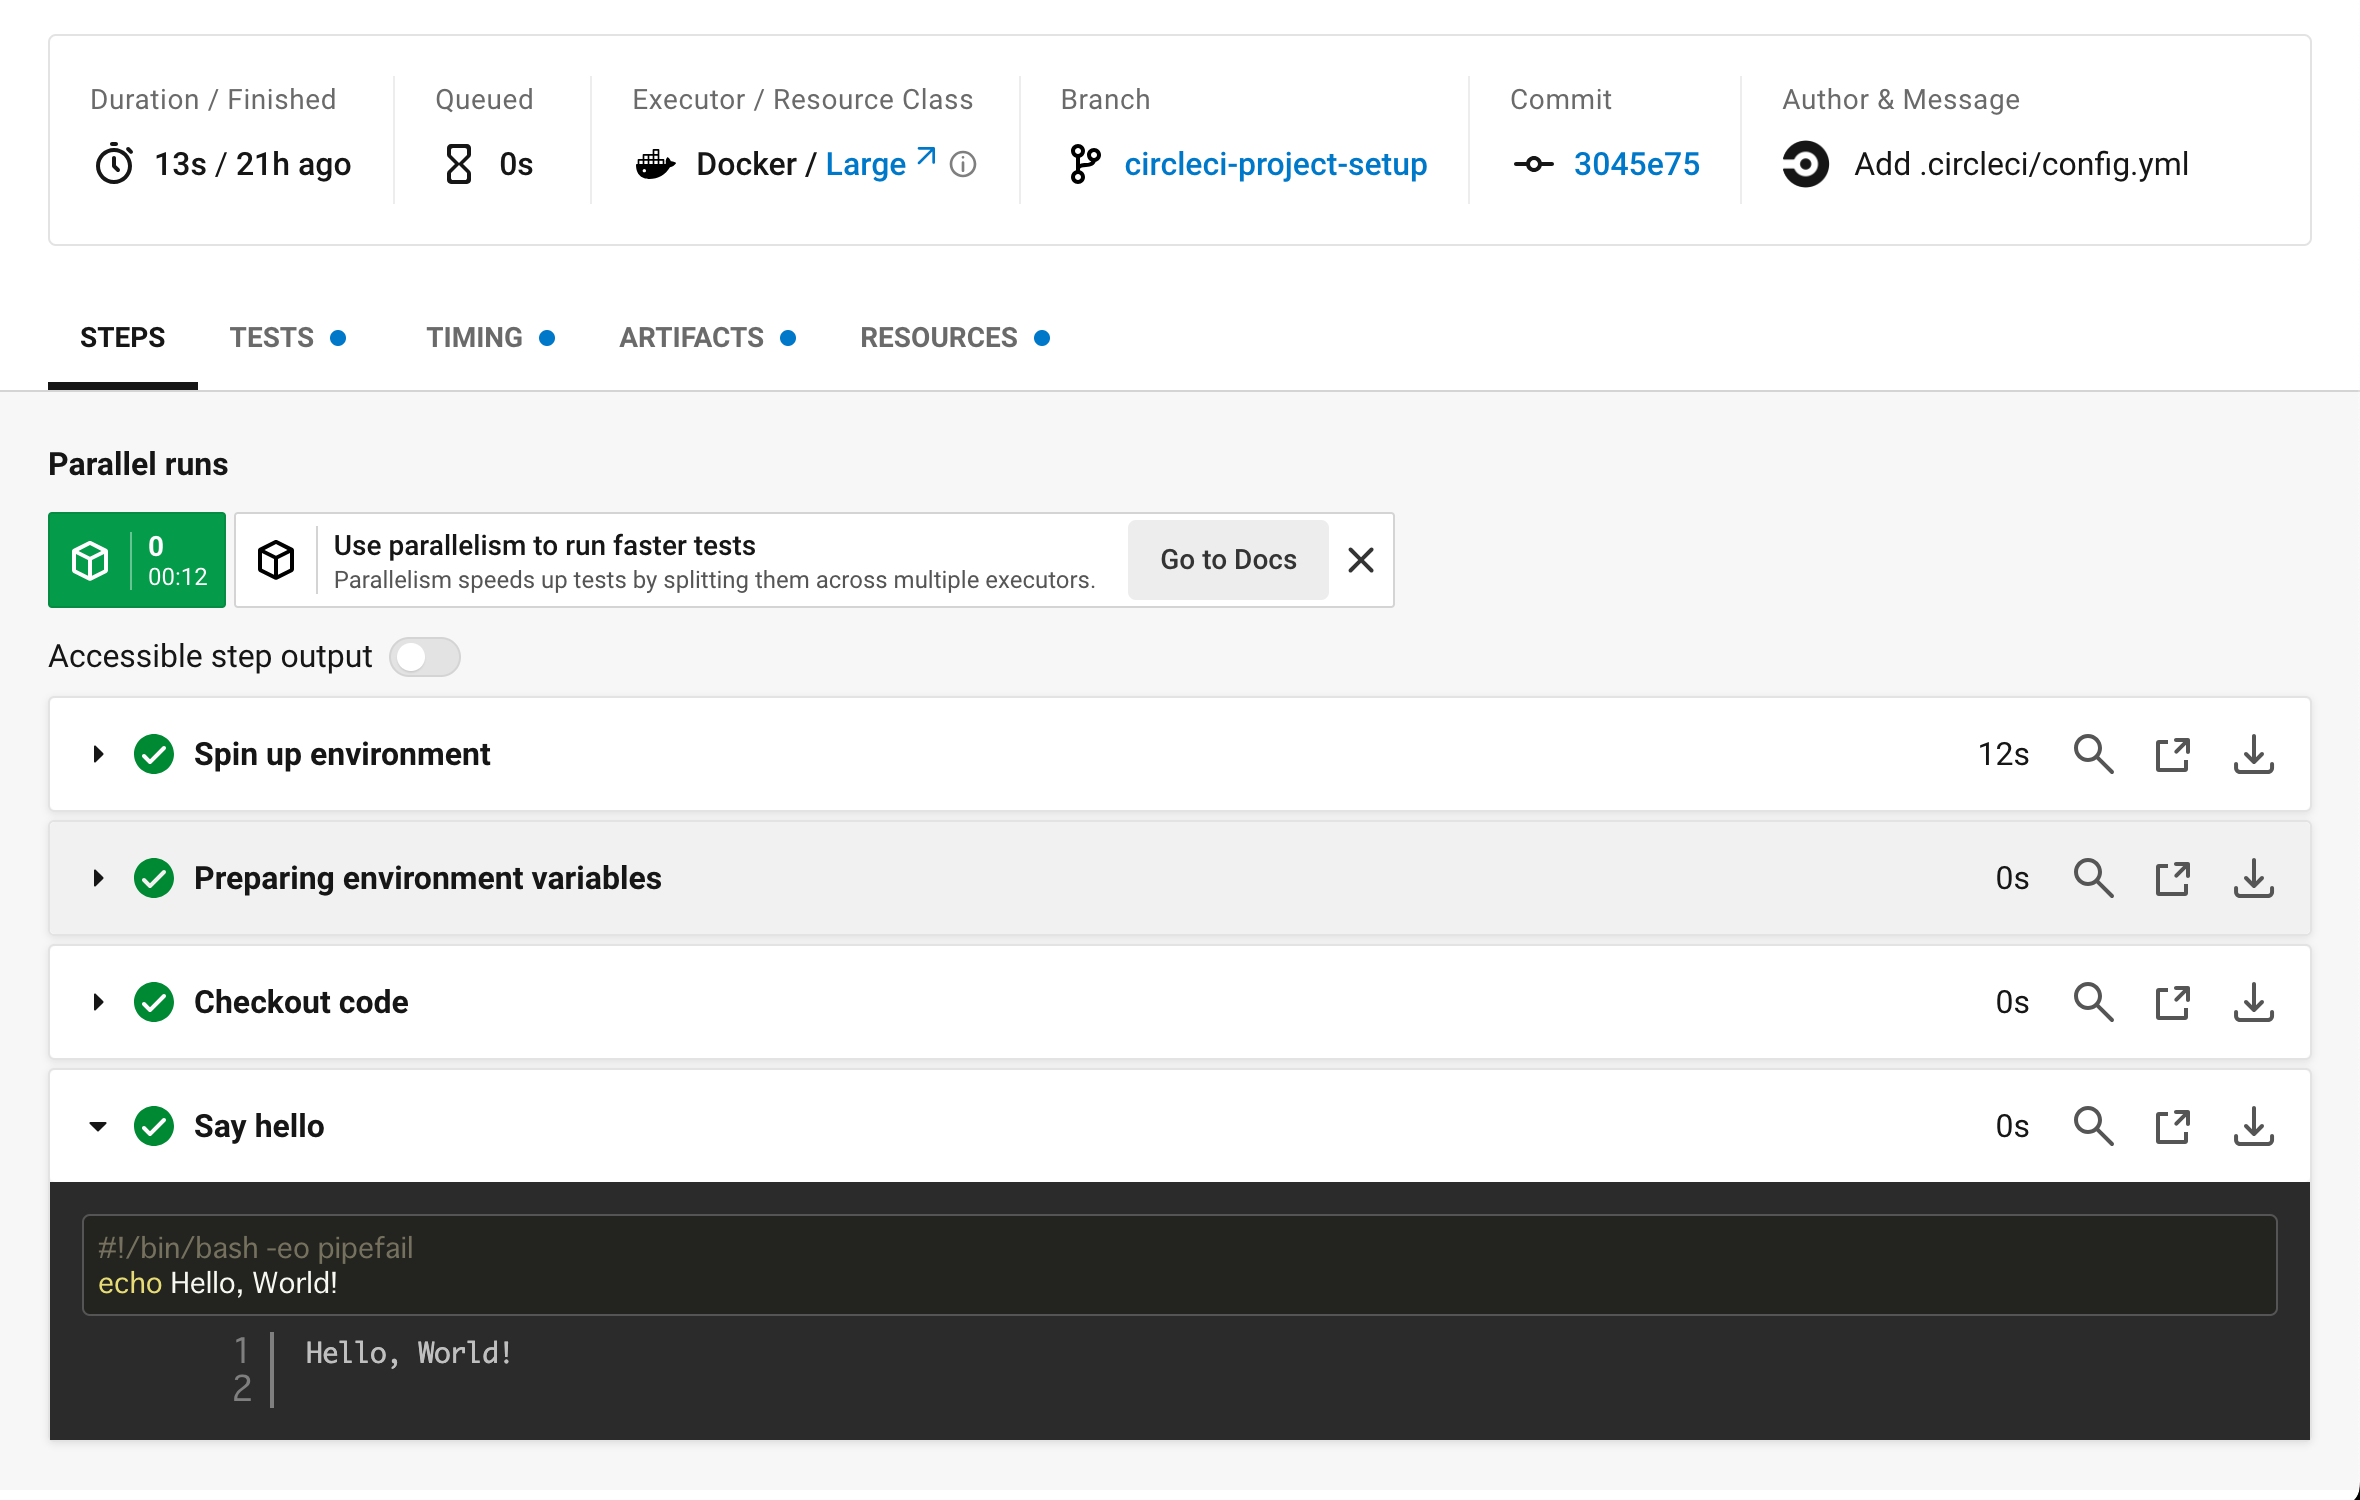 Duration / Finished
13s / 21h ago
Queued
0s
Executor / Resource Class
Docker / Large
Branch
circleci-project-setup
Commit
3045e75
Author & Message
Add .circleci/config.yml
STEPS TESTS TIMING ARTIFACTS RESOURCES
Parallel runs
0
00:12
Use parallelism to run faster tests
Parallelism speeds up tests by splitting them across multiple executors.
Go to Docs
Accessible step output
Spin up environment 12s
Preparing environment variables 0s
Checkout code 0s
Say hello 0s
#!/bin/bash -eo pipefail
echo Hello, World!
1 Hello, World!
2